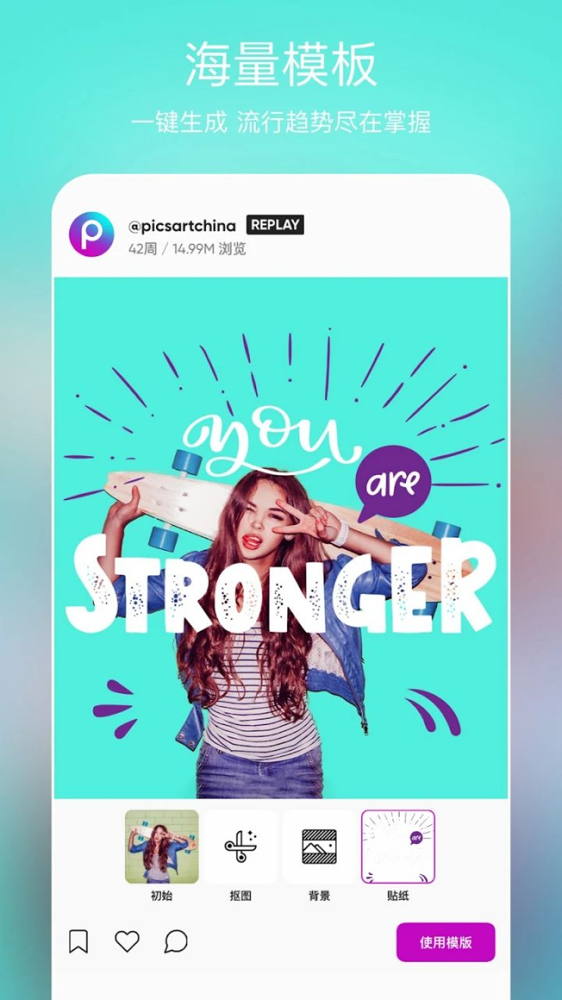 海量模板
一键生成 流行趋势尽在掌握
@picsartchina REPLAY
42周 / 14.99M 浏览
you
are
STRONGER
are
初始 抠图 背景 贴纸
使用模版